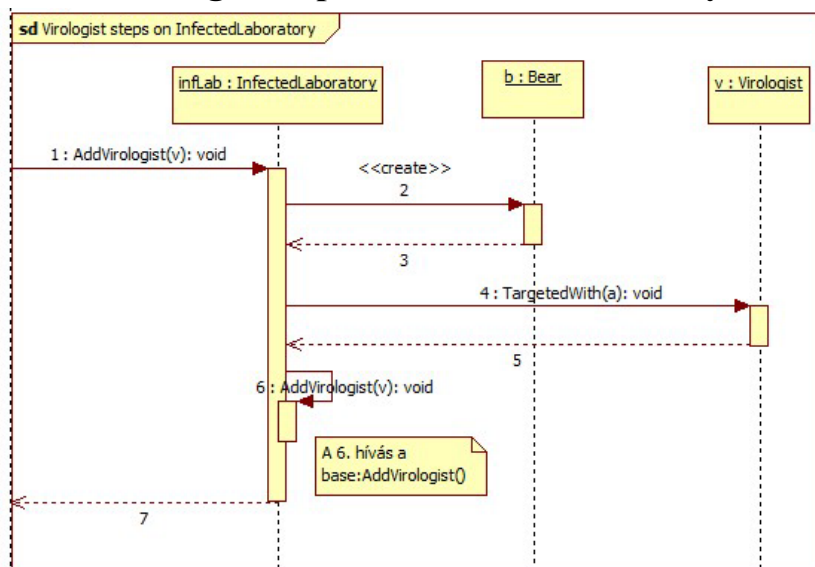 sd Virologist steps on InfectedLaboratory
infLab : InfectedLaboratory
b : Bear
v : Virologist
1 : AddVirologist(v): void
<<create>>
2
3
4 : TargetedWith(a): void
5
6 : AddVirologist(v): void
A 6. hívás a
base:AddVirologist()
7